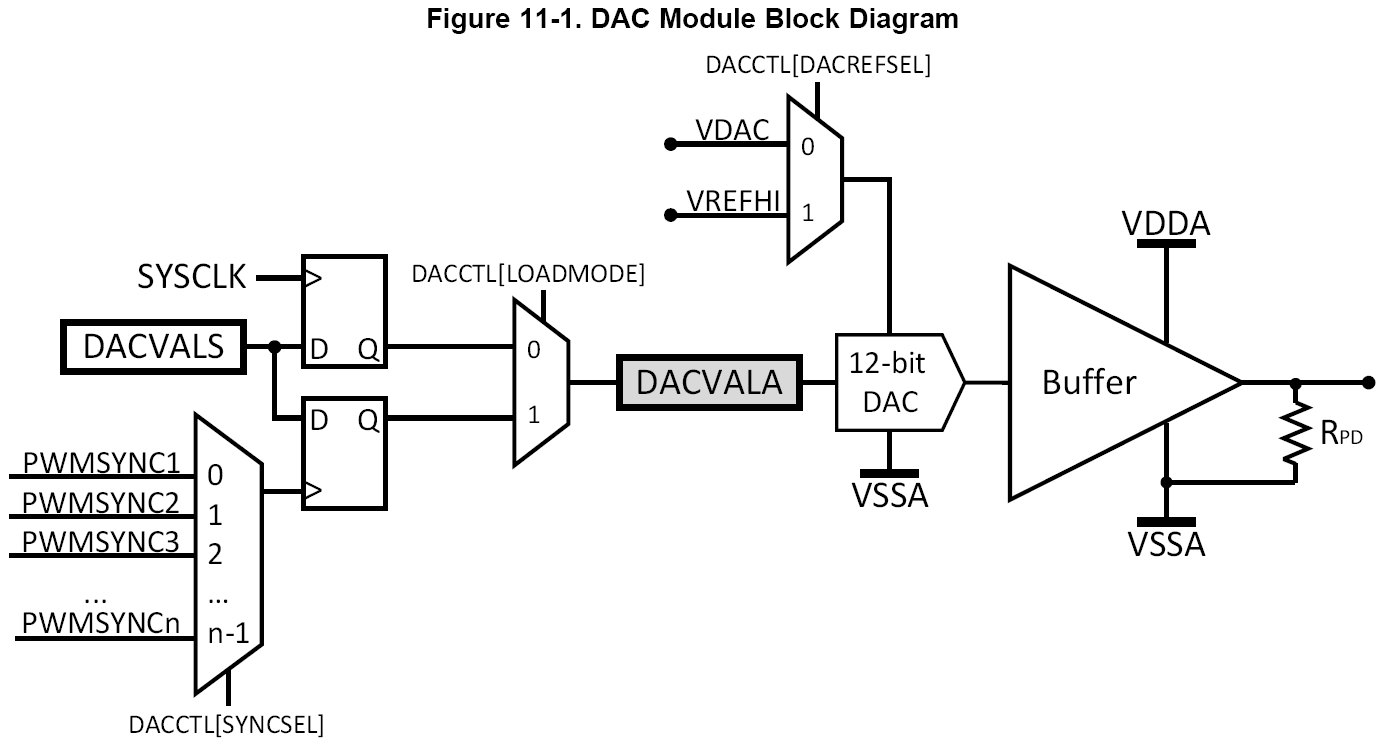 Figure 11-1. DAC Module Block Diagram
DACCTL[DACREFSEL]
VDAC
0
VREFHI
1
VDDA
SYSCLK
DACCTL[LOADMODE]
DACVALS
D Q
0
DACVALA
12-bit
DAC
Buffer
D Q
1
RPD
PWMSYNC1
0
PWMSYNC2
1
PWMSYNC3
2
... ...
PWMSYNCn
n-1
VSSA
VSSA
DACCTL[SYNCSEL]